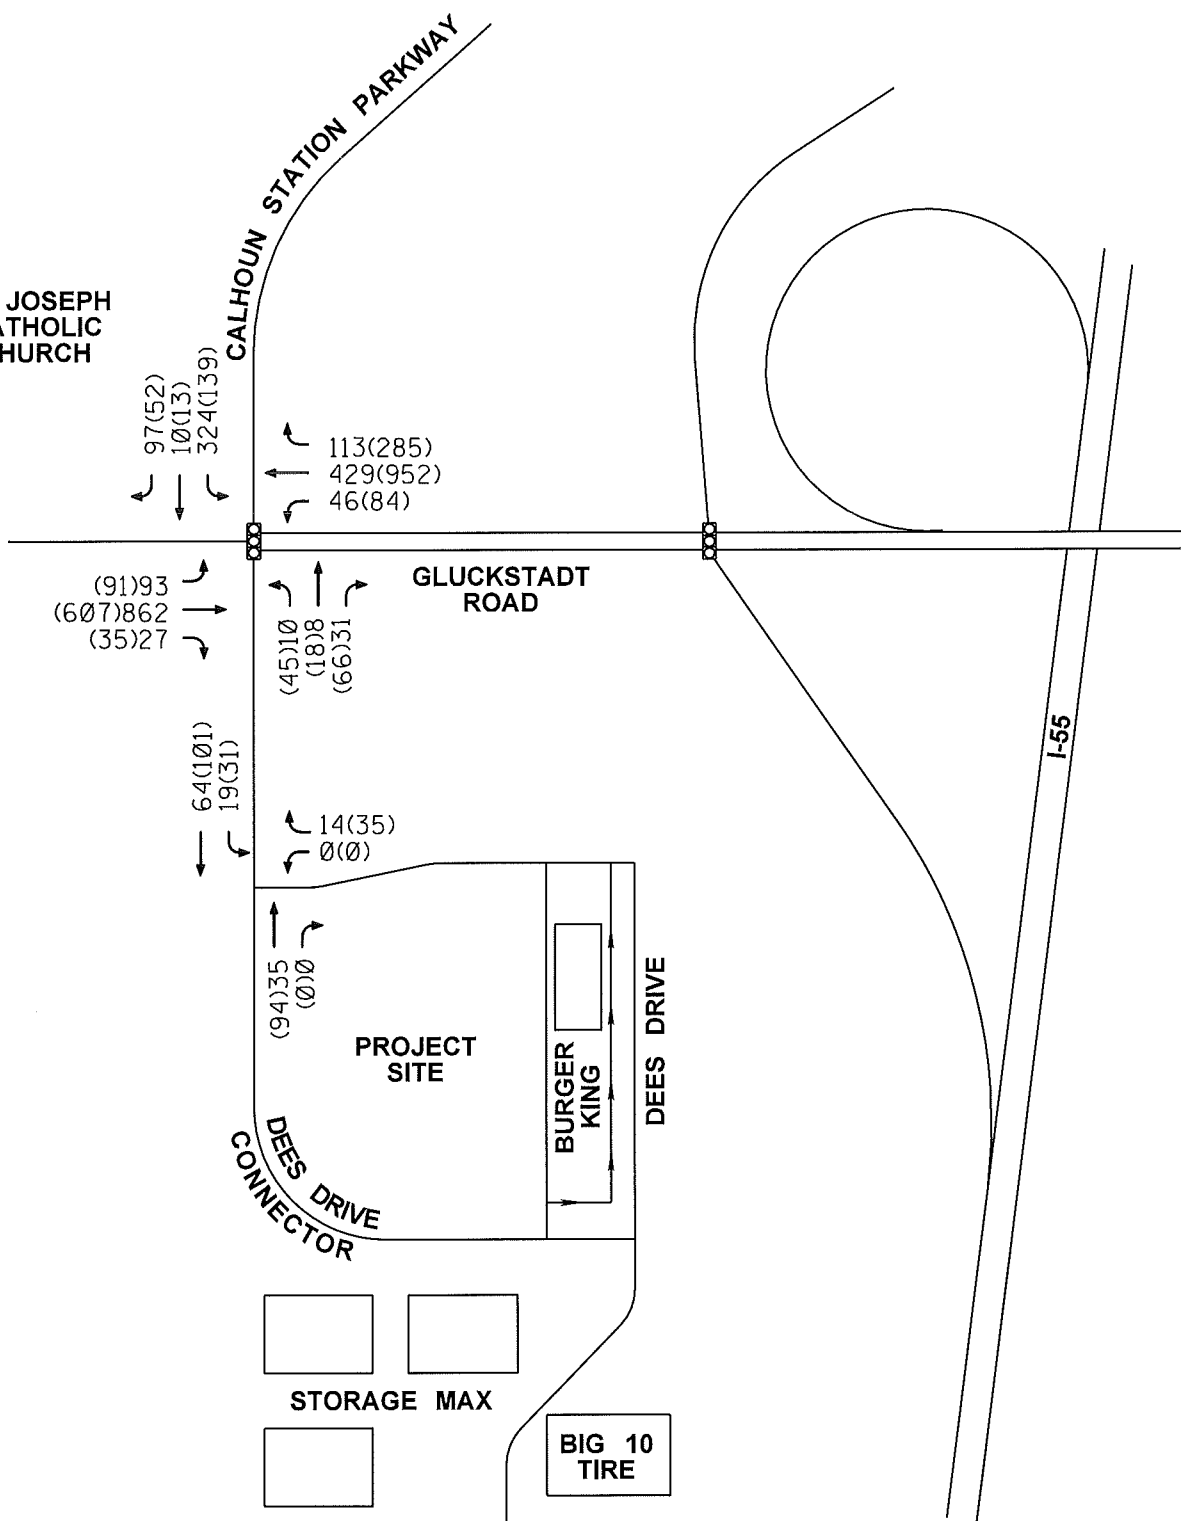 CALHOUN STATION PARKWAY
JOSEPH
ATHOLIC
HURCH
97(52)
10(13)
324(139)
113(285)
429(952)
46(84)
(91)93
(607)862
(35)27
(45)10
(18)8
(66)31
GLUCKSTADT
ROAD
I-55
64(101)
19(31)
14(35)
0(0)
(94)35
(0)0
PROJECT
SITE
BURGER
KING
DEES DRIVE
DEES DRIVE
CONNECTOR
STORAGE MAX
BIG 10
TIRE